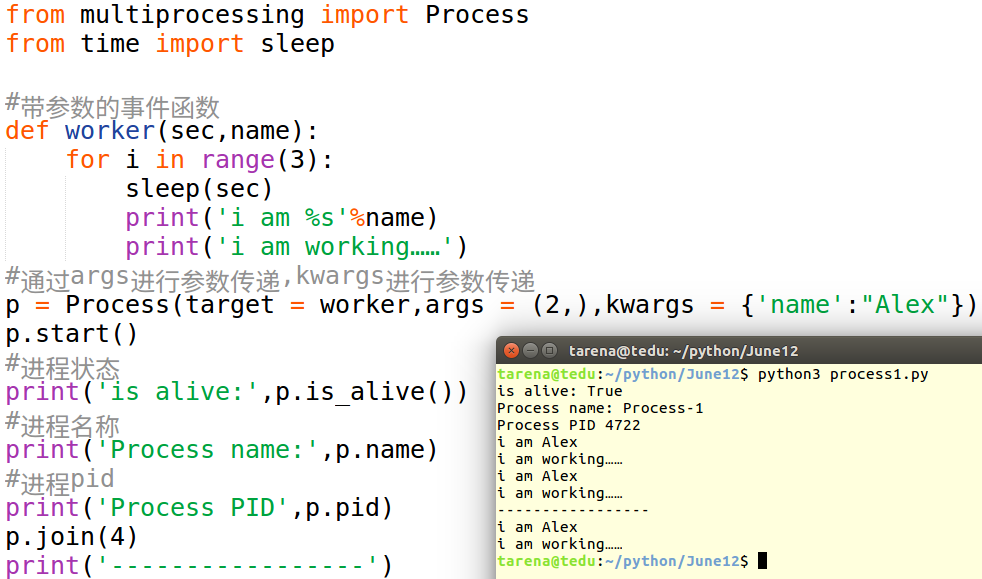 from multiprocessing import Process
from time import sleep
#带参数的事件函数
def worker(sec,name):
    for i in range(3):
        sleep(sec)
        print('i am %s'%name)
        print('i am working……')
#通过args进行参数传递,kwargs进行参数传递
p = Process(target = worker,args = (2,),kwargs = {'name':"Alex"})
p.start()
#进程状态
print('is alive:',p.is_alive())
#进程名称
print('Process name:',p.name)
#进程pid
print('Process PID',p.pid)
p.join(4)
print('-----------------')
tarena@tedu: ~/python/June12
tarena@tedu:~/python/June12$ python3 process1.py
is alive: True
Process name: Process-1
Process PID 4722
i am Alex
i am working……
i am Alex
i am working……
-----------------
i am Alex
i am working……
tarena@tedu:~/python/June12$